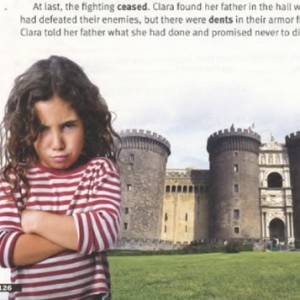 At last, the fighting ceased. Clara found her father in the hall w
had defeated their enemies, but there were dents in their armor f
Clara told her father what she had done and promised never to di
126